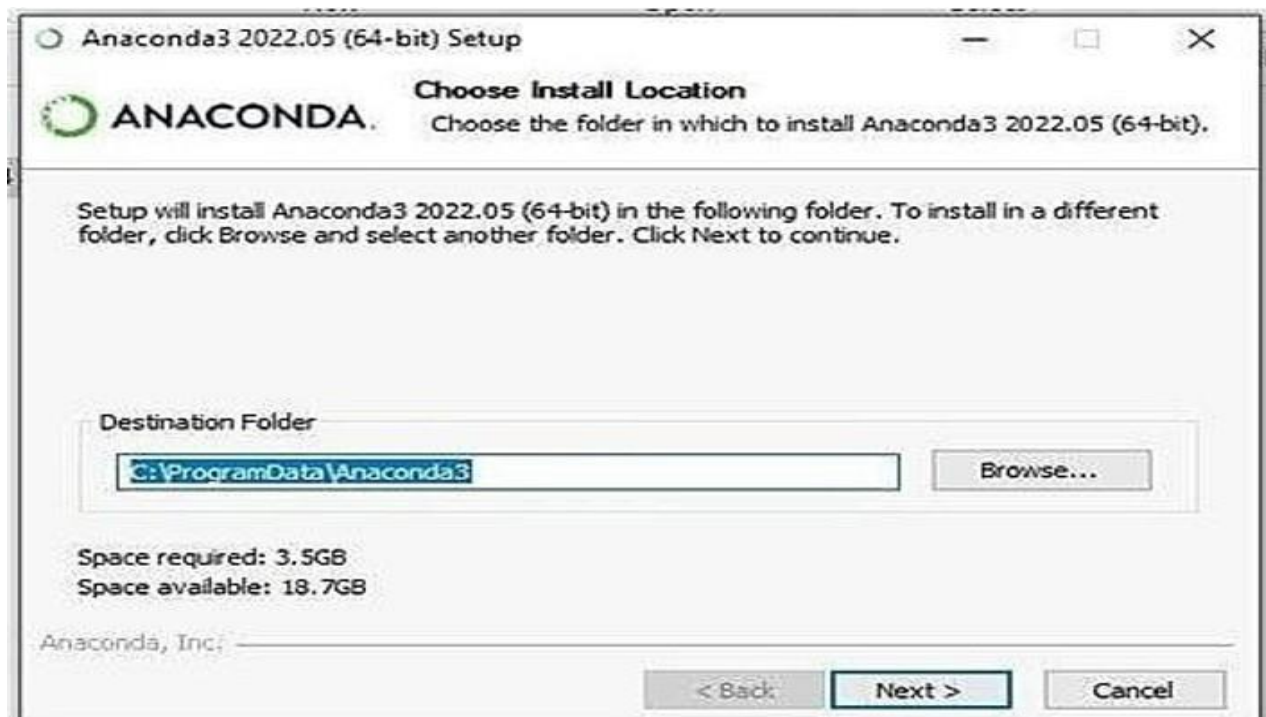 Anaconda3 2022.05 (64-bit) Setup
ANACONDA.
Choose Install Location
Choose the folder in which to install Anaconda3 2022.05 (64-bit).
Setup will install Anaconda3 2022.05 (64-bit) in the following folder. To install in a different
folder, click Browse and select another folder. Click Next to continue.
Destination Folder
C:\ProgramData\Anaconda3
Browse...
Space required: 3.5GB
Space available: 18.7GB
Anaconda, Inc.
< Back
Next >
Cancel